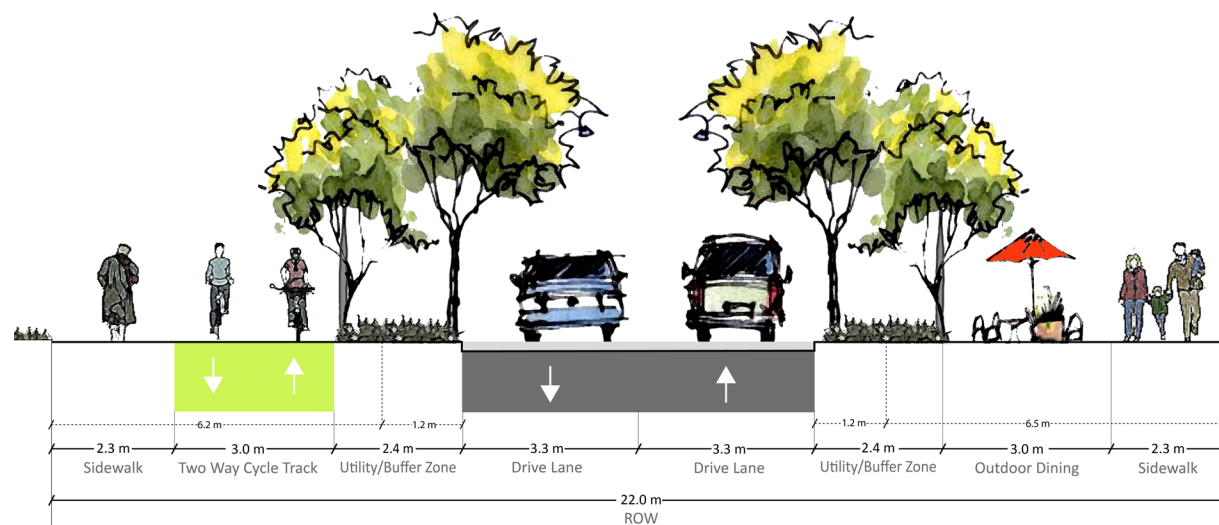 6.2 m
1.2 m
1.2 m
6.5 m
2.3 m
3.0 m
2.4 m
3.3 m
3.3 m
2.4 m
3.0 m
2.3 m
Sidewalk
Two Way Cycle Track
Utility/Buffer Zone
Drive Lane
Drive Lane
Utility/Buffer Zone
Outdoor Dining
Sidewalk
22.0 m
ROW